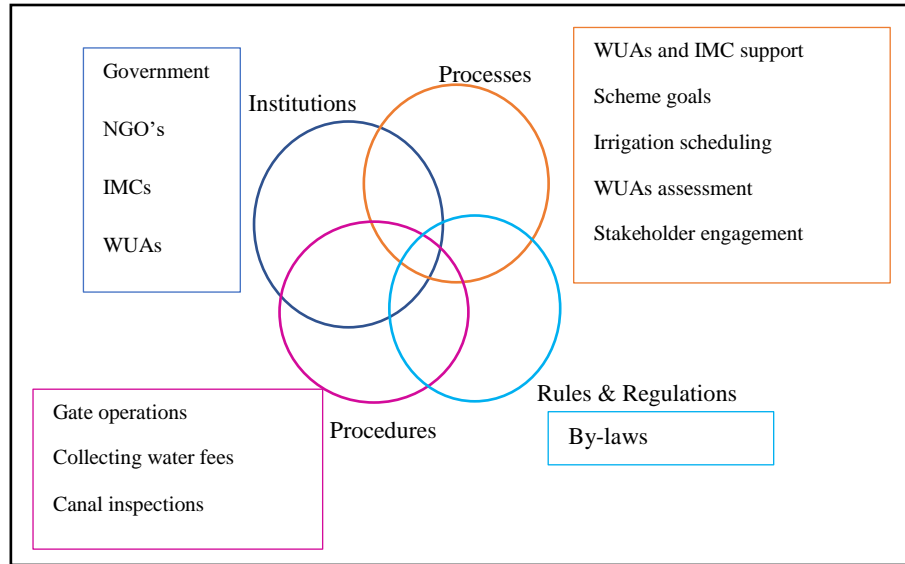 Government
NGO's
IMCs
WUAs
Institutions
Processes
WUAs and IMC support
Scheme goals
Irrigation scheduling
WUAs assessment
Stakeholder engagement
Gate operations
Collecting water fees
Canal inspections
Procedures
Rules & Regulations
By-laws